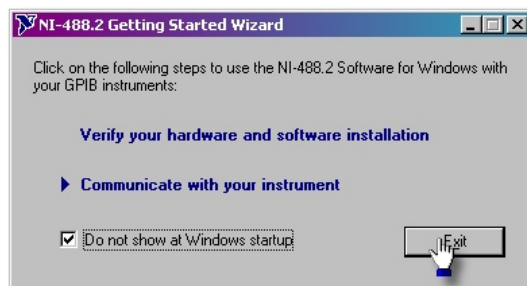 NI-488.2 Getting Started Wizard
Click on the following steps to use the NI-488.2 Software for Windows with
your GPIB instruments:
Verify your hardware and software installation
Communicate with your instrument
Do not show at Windows startup
Exit